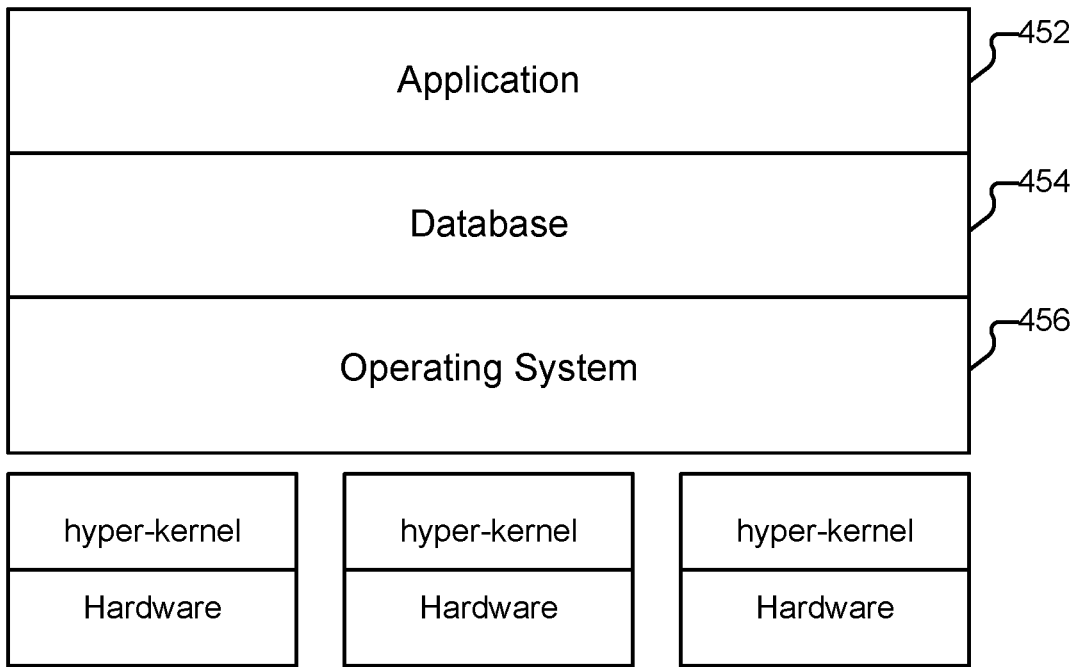 Application
452
Database
454
Operating System
456
hyper-kernel
hyper-kernel
hyper-kernel
Hardware
Hardware
Hardware